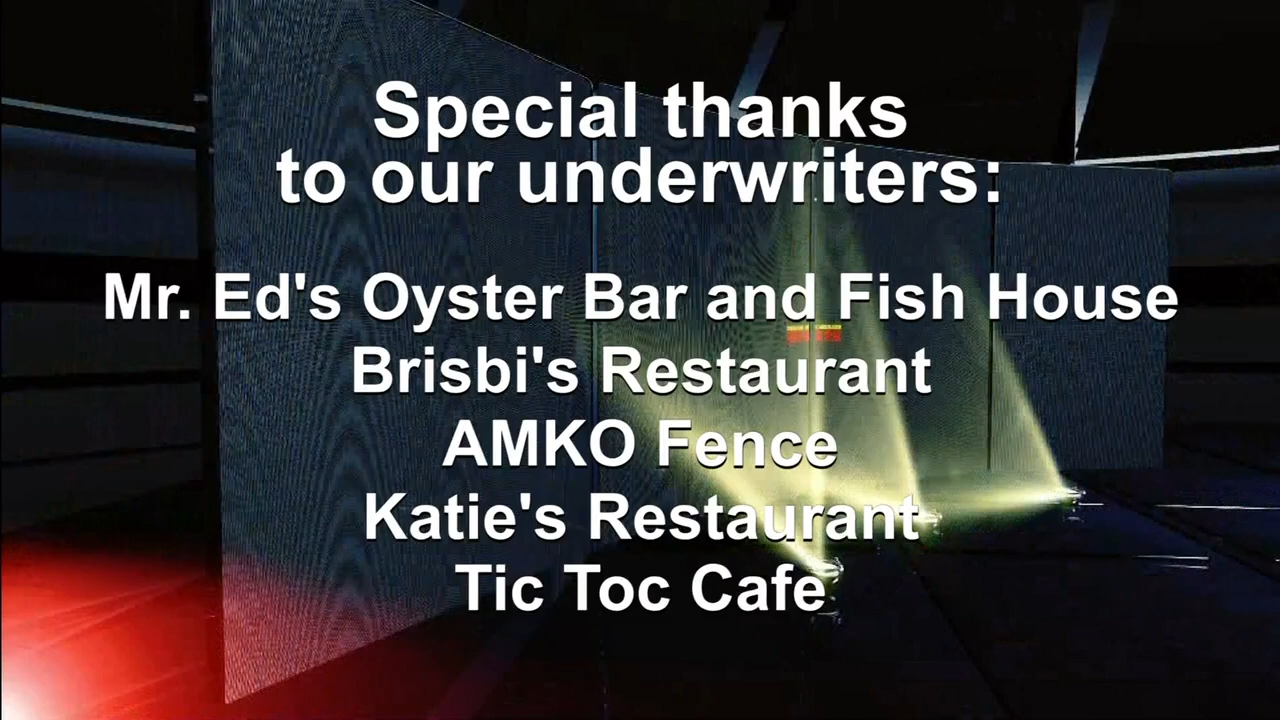 Special thanks
to our underwriters:
Mr. Ed's Oyster Bar and Fish House
Brisbi's Restaurant
AMKO Fence
Katie's Restaurant
Tic Toc Cafe